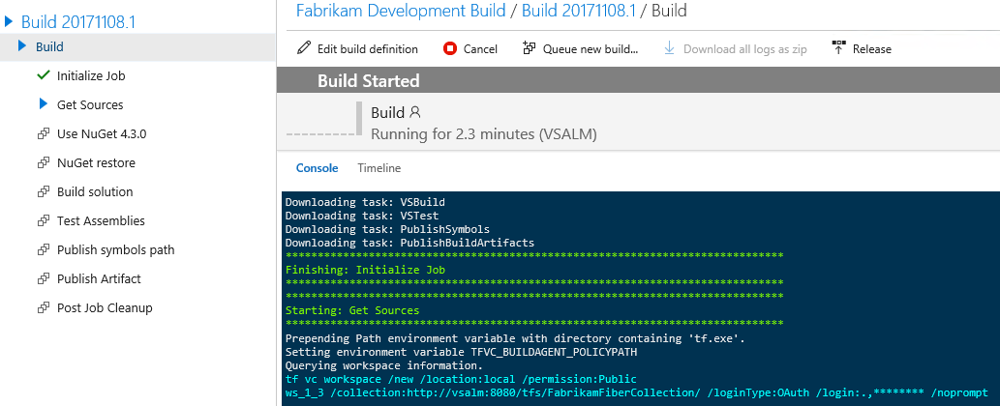 Build 20171108.1
Build
Initialize Job
Get Sources
Use NuGet 4.3.0
NuGet restore
Build solution
Test Assemblies
Publish symbols path
Publish Artifact
Post Job Cleanup
Fabrikam Development Build / Build 20171108.1 / Build
Edit build definition Cancel Queue new build... Download all logs as zip Release
Build Started
Build
Running for 2.3 minutes (VSALM)
Console Timeline
Downloading task: VSBuild
Downloading task: VSTest
Downloading task: PublishSymbols
Downloading task: PublishBuildArtifacts
******************************************************************************
Finishing: Initialize Job
******************************************************************************
******************************************************************************
Starting: Get Sources
******************************************************************************
Prepending Path environment variable with directory containing 'tf.exe'.
Setting environment variable TFVC_BUILDAGENT_POLICYPATH
Querying workspace information.
tf vc workspace /new /location:local /permission:Public
ws_1_3 /collection:http://vsalm:8080/tfs/FabrikamFiberCollection/ /loginType:OAuth /login:.,******** /noprompt